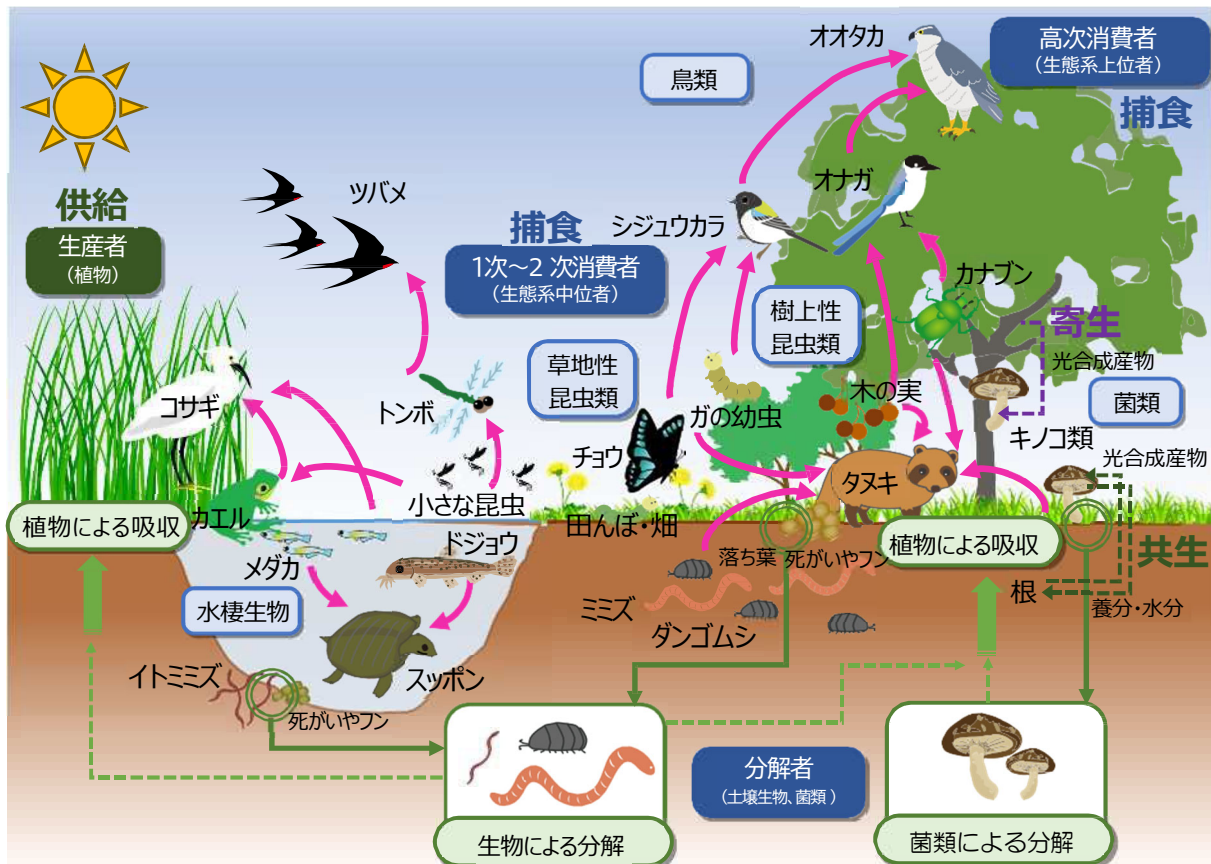 オオタカ
高次消費者
（生態系上位者）
捕食
鳥類
供給
生産者
（植物）
ツバメ
捕食
1次～2次消費者
（生態系中位者）
シジュウカラ
オナガ
カナブン
樹上性
昆虫類
寄生
光合成産物
菌類
キノコ類
草地性
昆虫類
木の実
ガの幼虫
チョウ
トンボ
コサギ
小さな昆虫
タヌキ
光合成産物
カエル
植物による吸収
メダカ
ドジョウ
田んぼ・畑
落ち葉
死がいやフン
植物による吸収
共生
根
養分・水分
水棲生物
ミミズ
ダンゴムシ
イトミミズ
スッポン
死がいやフン
分解者
（土壌生物、菌類）
生物による分解
菌類による分解